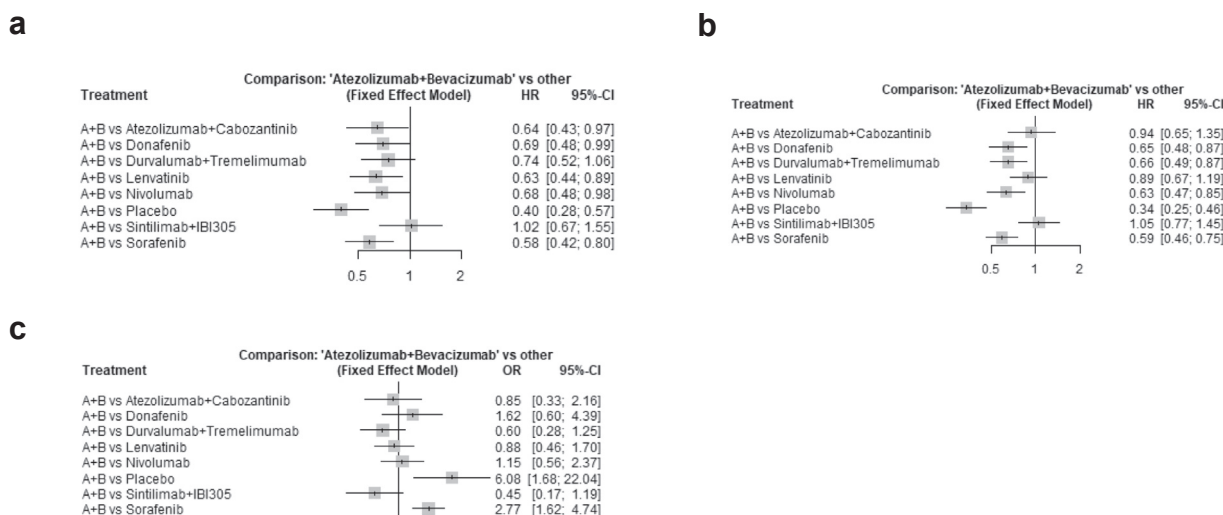 a
Comparison: 'Atezolizumab+Bevacizumab' vs other
Treatment (Fixed Effect Model) HR 95%-CI
A+B vs Atezolizumab+Cabozantinib 0.64 [0.43; 0.97]
A+B vs Donafenib 0.69 [0.48; 0.99]
A+B vs Durvalumab+Tremelimumab 0.74 [0.52; 1.06]
A+B vs Lenvatinib 0.63 [0.44; 0.89]
A+B vs Nivolumab 0.68 [0.48; 0.98]
A+B vs Placebo 0.40 [0.28; 0.57]
A+B vs Sintilimab+IBI305 1.02 [0.67; 1.55]
A+B vs Sorafenib 0.58 [0.42; 0.80]
0.5 1 2
b
Comparison: 'Atezolizumab+Bevacizumab' vs other
Treatment (Fixed Effect Model) HR 95%-CI
A+B vs Atezolizumab+Cabozantinib 0.94 [0.65; 1.35]
A+B vs Donafenib 0.65 [0.48; 0.87]
A+B vs Durvalumab+Tremelimumab 0.66 [0.49; 0.87]
A+B vs Lenvatinib 0.89 [0.67; 1.19]
A+B vs Nivolumab 0.63 [0.47; 0.85]
A+B vs Placebo 0.34 [0.25; 0.46]
A+B vs Sintilimab+IBI305 1.05 [0.77; 1.45]
A+B vs Sorafenib 0.59 [0.46; 0.75]
0.5 1 2
c
Comparison: 'Atezolizumab+Bevacizumab' vs other
Treatment (Fixed Effect Model) OR 95%-CI
A+B vs Atezolizumab+Cabozantinib 0.85 [0.33; 2.16]
A+B vs Donafenib 1.62 [0.60; 4.39]
A+B vs Durvalumab+Tremelimumab 0.60 [0.28; 1.25]
A+B vs Lenvatinib 0.88 [0.46; 1.70]
A+B vs Nivolumab 1.15 [0.56; 2.37]
A+B vs Placebo 6.08 [1.68; 22.04]
A+B vs Sintilimab+IBI305 0.45 [0.17; 1.19]
A+B vs Sorafenib 2.77 [1.62; 4.74]